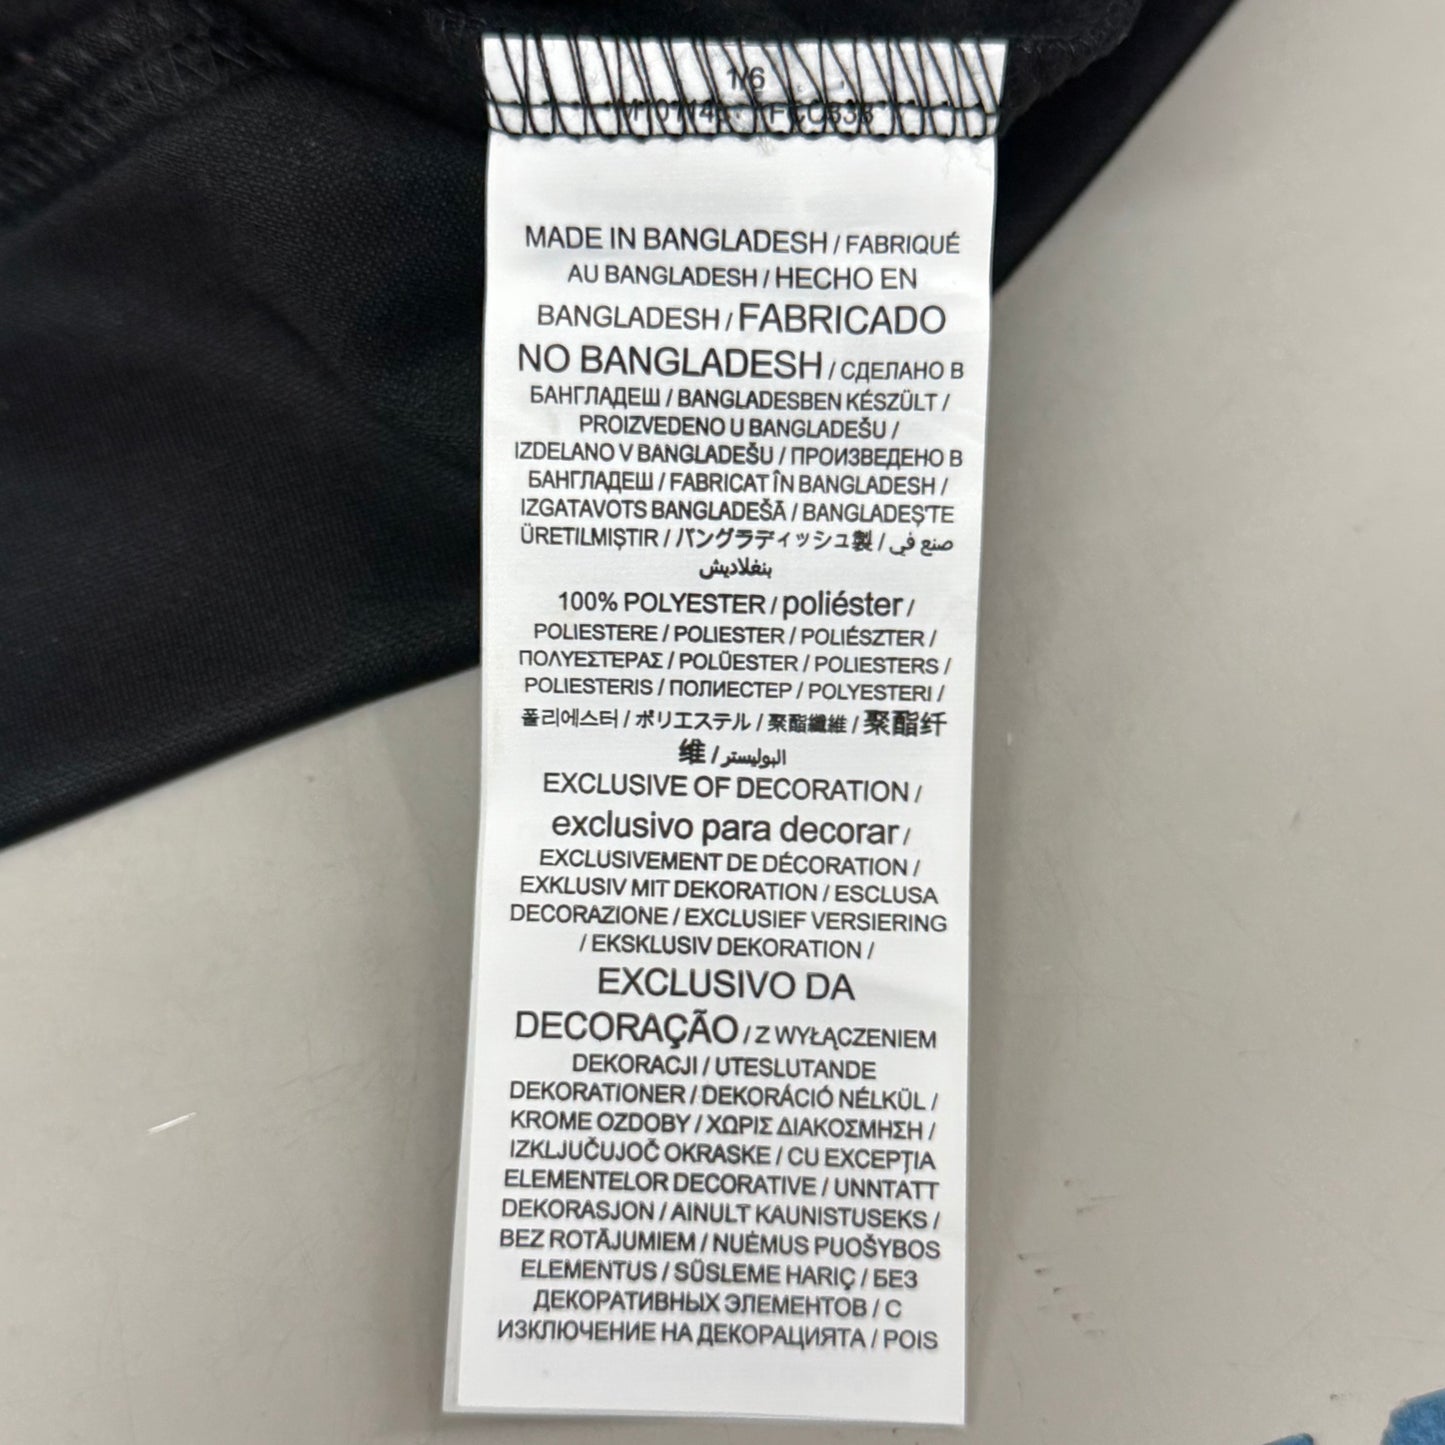 1/6
MADE IN BANGLADESH / FABRIQUÉ
AU BANGLADESH / HECHO EN
BANGLADESH / FABRICADO
NO BANGLADESH / СДЕЛАНО В
БАНГЛАДЕШ / BANGLADESBEN KÉSZÜLT /
PROIZVEDENO U BANGLADEŠU /
IZDELANO V BANGLADEŠU / ПРОИЗВЕДЕНО В
БАНГЛАДЕШ / FABRICAT ÎN BANGLADESH /
IZGATAVOTS BANGLADEŠĀ / BANGLADEŞ'TE
ÜRETILMIŞTIR / バングラディッシュ製 / صنع في
بنغلاديش
100% POLYESTER / poliéster /
POLIESTERE / POLIESTER / POLIÉSZTER /
ΠΟΛΥΕΣΤΕΡΑΣ / POLÜESTER / POLIESTERS /
POLIESTERIS / ПОЛИЕСТЕР / POLYESTERI /
폴리에스터 / ポリエステル / 聚酯纖維 / 聚酯纤
维 / البوليستر
EXCLUSIVE OF DECORATION /
exclusivo para decorar /
EXCLUSIVEMENT DE DÉCORATION /
EXKLUSIV MIT DEKORATION / ESCLUSA
DECORAZIONE / EXCLUSIEF VERSIERING
/ EKSKLUSIV DEKORATION /
EXCLUSIVO DA
DECORAÇÃO / Z WYŁĄCZENIEM
DEKORACJI / UTESLUTANDE
DEKORATIONER / DEKORÁCIÓ NÉLKÜL /
KROME OZDOBY / ΧΩΡΙΣ ΔΙΑΚΟΣΜΗΣΗ /
IZKLJUČUJOČ OKRASKE / CU EXCEPŢIA
ELEMENTELOR DECORATIVE / UNNTATT
DEKORASJON / AINULT KAUNISTUSEKS /
BEZ ROTĀJUMIEM / NUĖMUS PUOŠYBOS
ELEMENTUS / SÜSLEME HARIÇ / БЕЗ
ДЕКОРАТИВНЫХ ЭЛЕМЕНТОВ / С
ИЗКЛЮЧЕНИЕ НА ДЕКОРАЦИЯТА / POIS